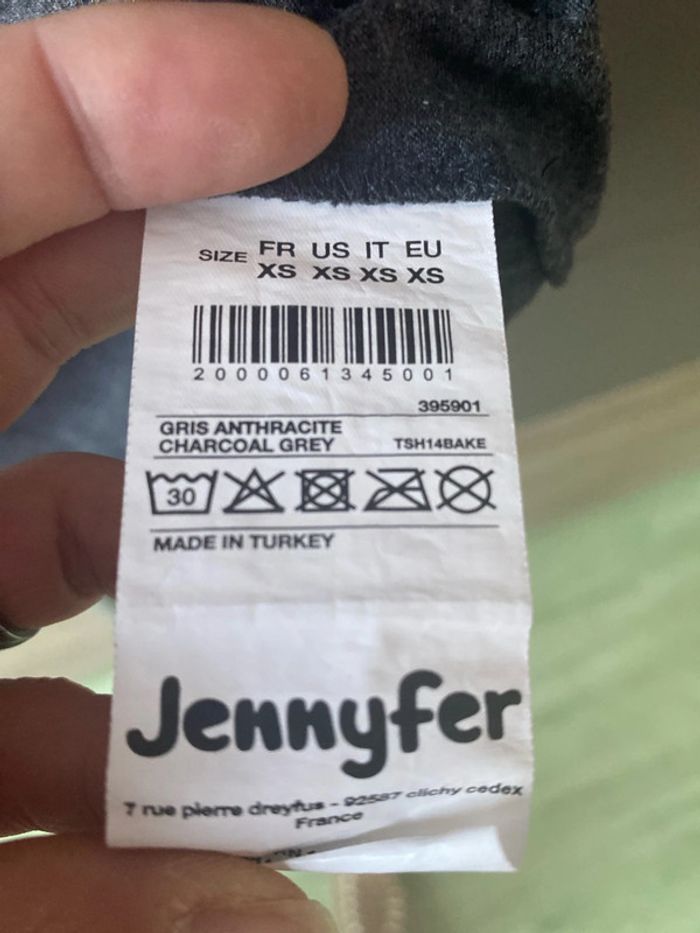 SIZE FR US IT EU
XS XS XS XS
2000061345001
395901
GRIS ANTHRACITE
CHARCOAL GREY TSH14BAKE
30
MADE IN TURKEY
Jennyfer
7 rue pierre dreyfus - 92587 clichy cedex
France